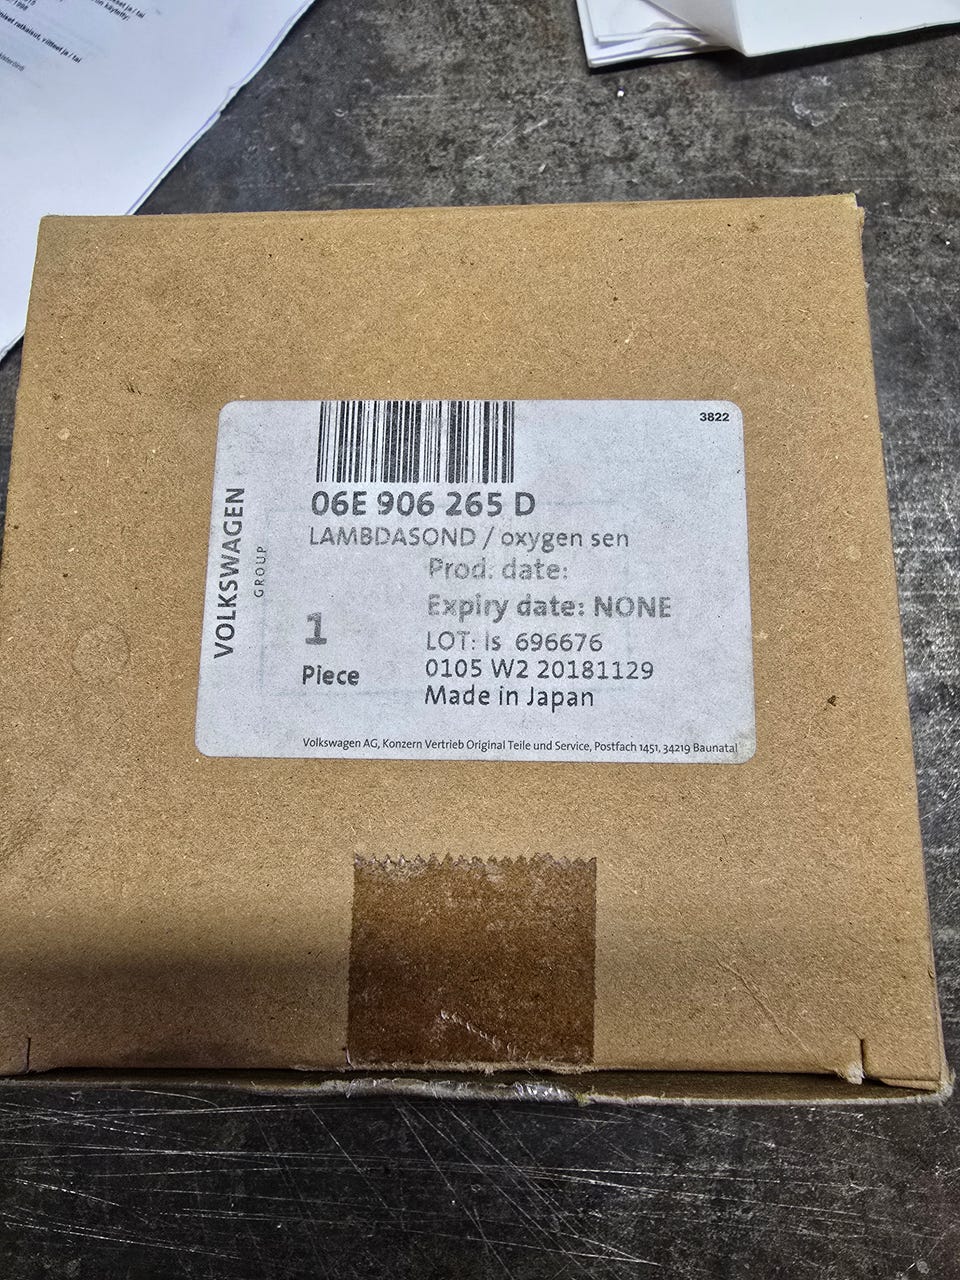 3822
VOLKSWAGEN
GROUP
06E 906 265 D
LAMBDASOND / oxygen sen
Prod. date:
Expiry date: NONE
1
Piece
LOT: ls 696676
0105 W2 20181129
Made in Japan
Volkswagen AG, Konzern Vertrieb Original Teile und Service, Postfach 1451, 34219 Baunatal